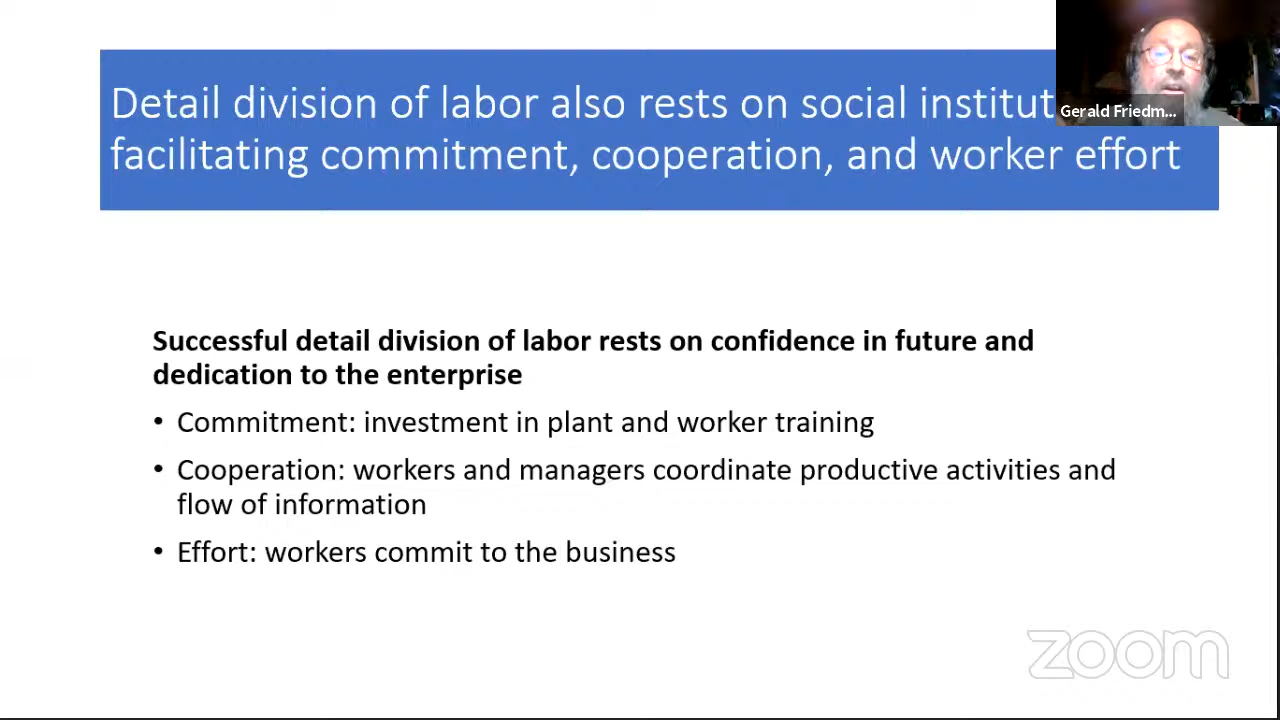 Detail division of labor also rests on social institut
facilitating commitment, cooperation, and worker effort
Gerald Friedm...
Successful detail division of labor rests on confidence in future and
dedication to the enterprise
• Commitment: investment in plant and worker training
• Cooperation: workers and managers coordinate productive activities and
flow of information
• Effort: workers commit to the business
zoom